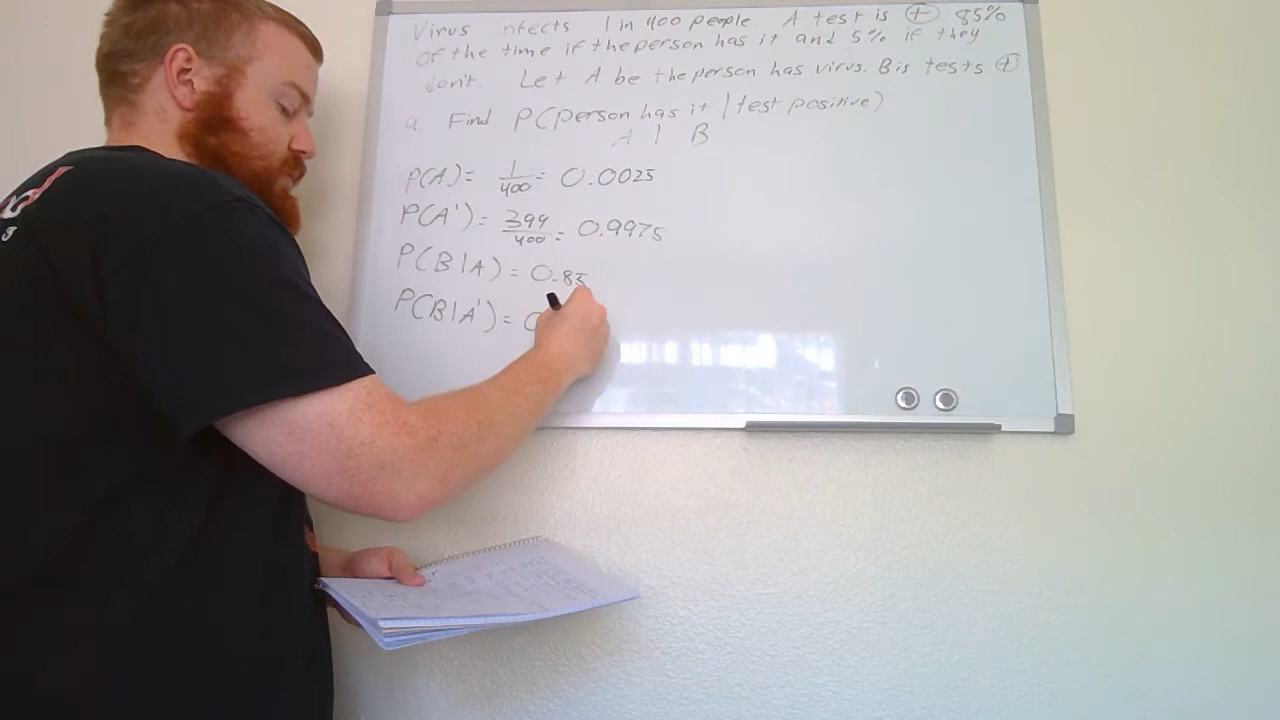 Virus infects 1 in 400 people. A test is ⊕ 85%
of the time if the person has it and 5% if they
don't. Let A be the person has virus. B is tests ⊕
a. Find P(person has it | test positive)
A | B
P(A) = 1/400 = 0.0025
P(A') = 399/400 = 0.9975
P(B|A) = 0.85
P(B|A') = 0